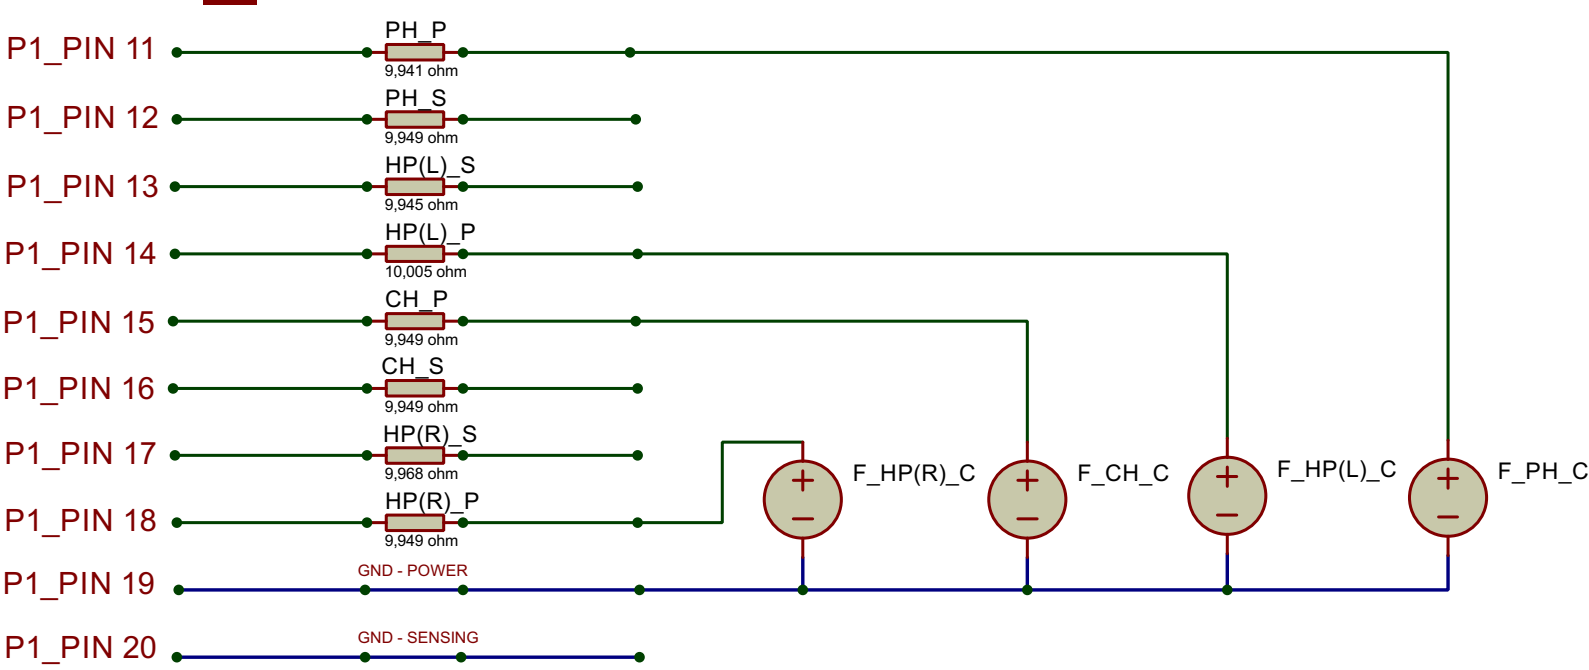 P1_PIN 11
PH_P
9,941 ohm
P1_PIN 12
PH_S
9,949 ohm
P1_PIN 13
HP(L)_S
9,945 ohm
P1_PIN 14
HP(L)_P
10,005 ohm
P1_PIN 15
CH_P
9,949 ohm
P1_PIN 16
CH_S
9,949 ohm
P1_PIN 17
HP(R)_S
9,968 ohm
P1_PIN 18
HP(R)_P
9,949 ohm
F_HP(R)_C
F_CH_C
F_HP(L)_C
F_PH_C
P1_PIN 19
GND - POWER
P1_PIN 20
GND - SENSING